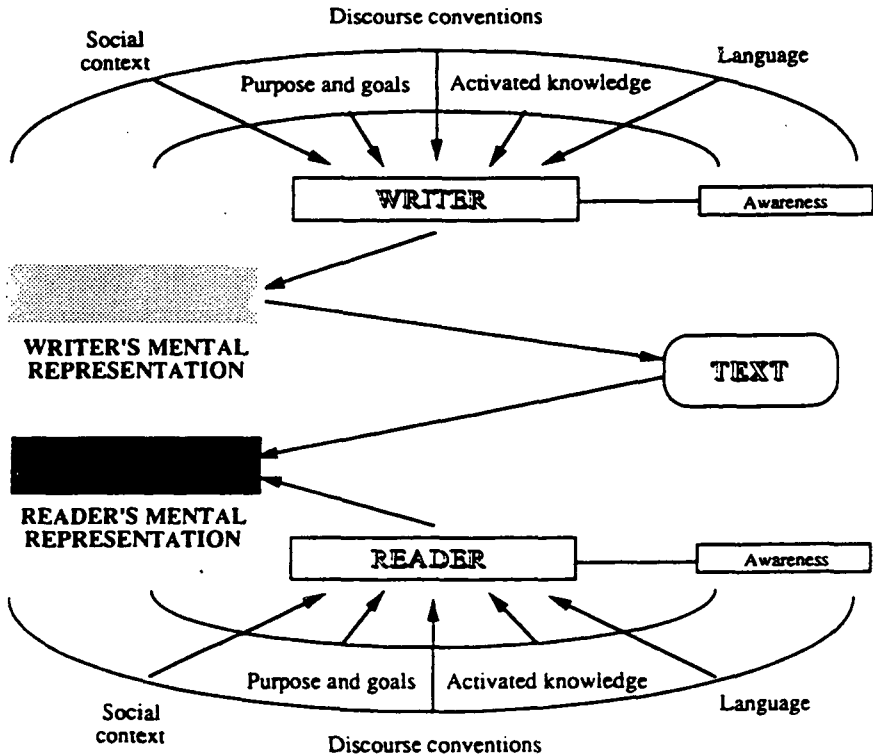 Discourse conventions
Social
context
Language
Purpose and goals
Activated knowledge
WRITER
Awareness
WRITER'S MENTAL
REPRESENTATION
TEXT
READER'S MENTAL
REPRESENTATION
READER
Awareness
Purpose and goals
Activated knowledge
Language
Social
context
Discourse conventions